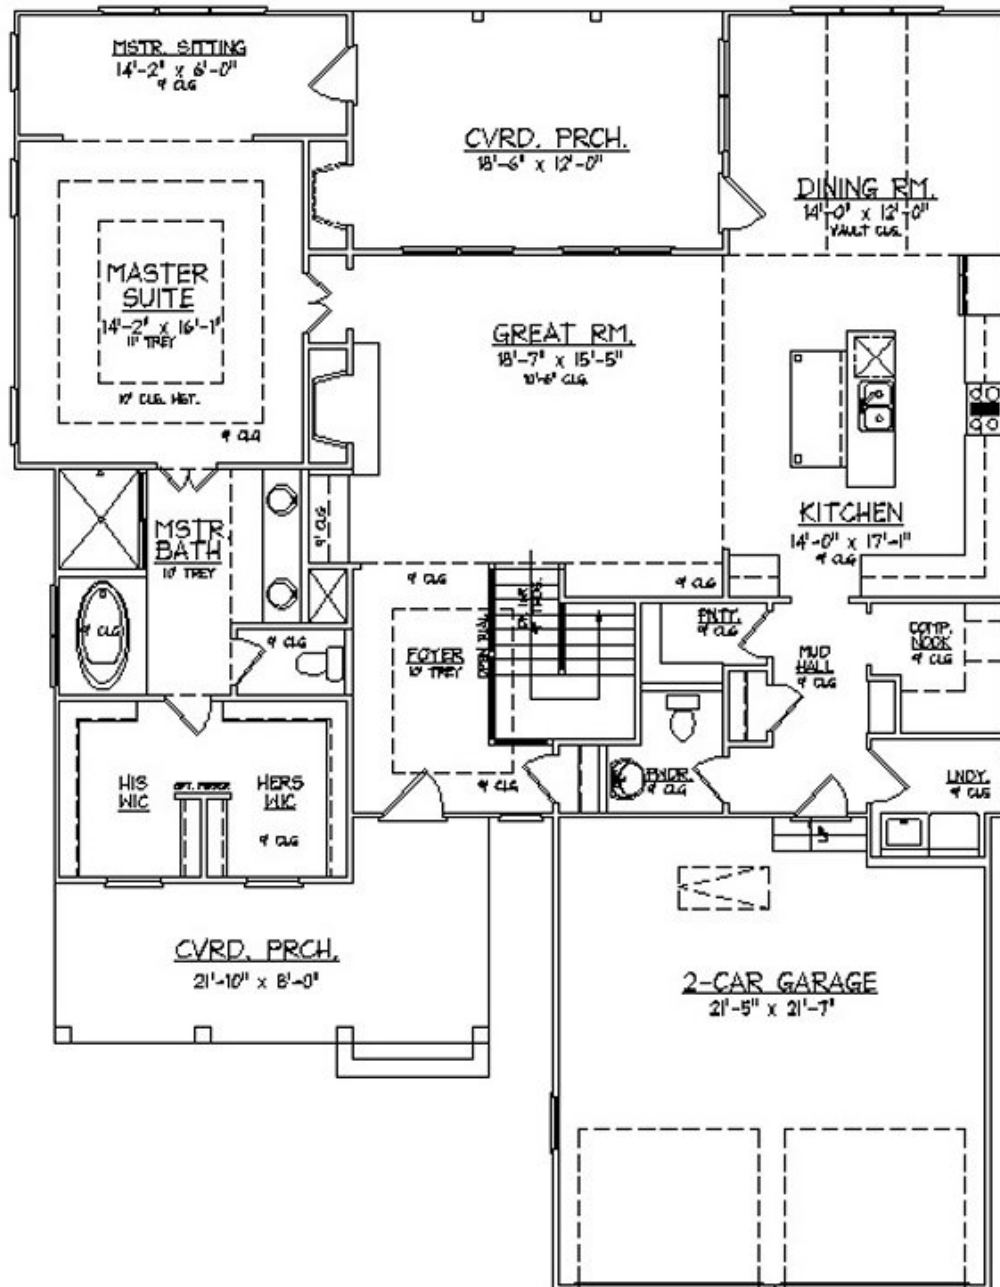 MSTR. SITTING
14'-2" x 6'-0"
9' CLG
CVRD. PRCH.
18'-6" x 12'-0"
DINING RM.
14'-0" x 12'-0"
VAULT CLG.
MASTER
SUITE
14'-2" x 16'-1"
11' TREY
10' CLG. HGT.
9' CLG
GREAT RM.
18'-7" x 15'-5"
10'-6" CLG.
KITCHEN
14'-0" x 17'-1"
9' CLG
MSTR.
BATH
10' TREY
9' CLG
9' CLG
9' CLG
9' CLG
9' CLG
FOYER
10' TREY
OPEN RAIL
PNTY.
9' CLG
MUD
HALL
9' CLG
COMP.
NOOK
9' CLG
HIS
WIC
OPT. MIRROR
HERS
WIC
9' CLG
9' CLG
PWDR.
9' CLG
LNDY.
9' CLG
UP
CVRD. PRCH.
21'-10" x 8'-0"
2-CAR GARAGE
21'-5" x 21'-7"